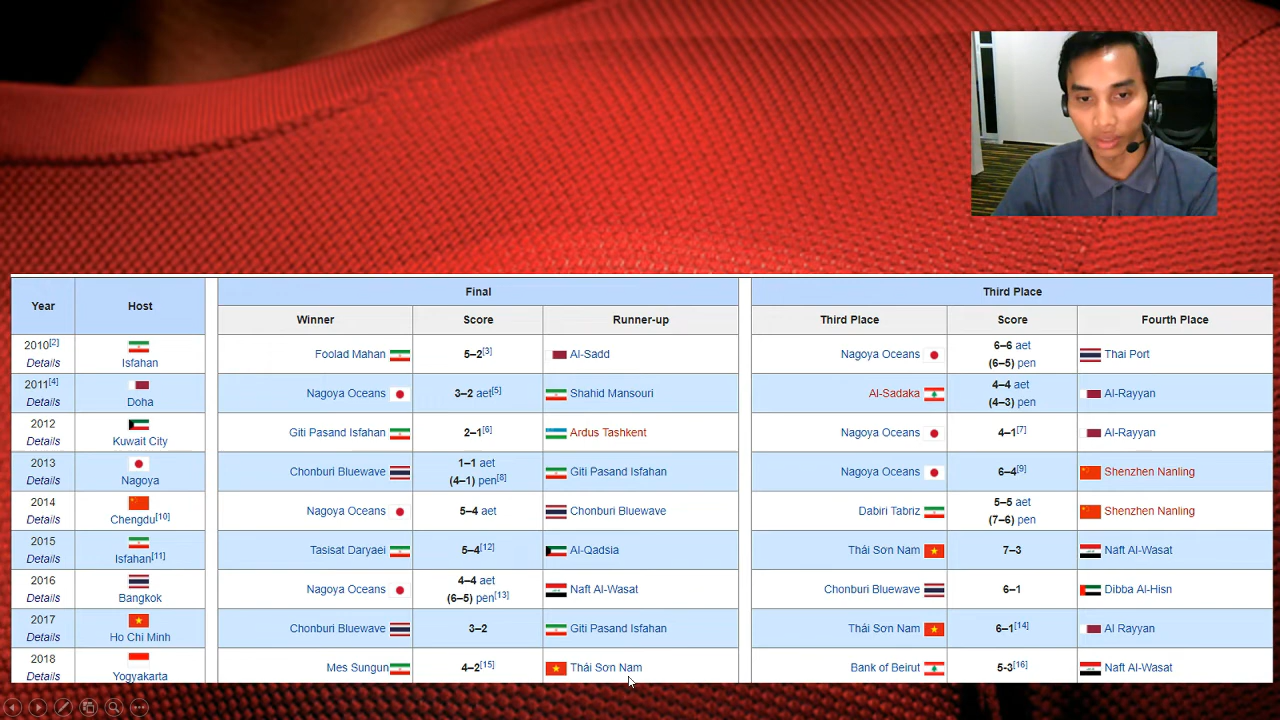 Year Host Final Third Place
Winner Score Runner-up Third Place Score Fourth Place
2010[2] Details Isfahan Foolad Mahan 5–2[3] Al-Sadd Nagoya Oceans 6–6 aet (6–5) pen Thai Port
2011[4] Details Doha Nagoya Oceans 3–2 aet[5] Shahid Mansouri Al-Sadaka 4–4 aet (4–3) pen Al-Rayyan
2012 Details Kuwait City Giti Pasand Isfahan 2–1[6] Ardus Tashkent Nagoya Oceans 4–1[7] Al-Rayyan
2013 Details Nagoya Chonburi Bluewave 1–1 aet (4–1) pen[8] Giti Pasand Isfahan Nagoya Oceans 6–4[9] Shenzhen Nanling
2014 Details Chengdu[10] Nagoya Oceans 5–4 aet Chonburi Bluewave Dabiri Tabriz 5–5 aet (7–6) pen Shenzhen Nanling
2015 Details Isfahan[11] Tasisat Daryaei 5–4[12] Al-Qadsia Thái Sơn Nam 7–3 Naft Al-Wasat
2016 Details Bangkok Nagoya Oceans 4–4 aet (6–5) pen[13] Naft Al-Wasat Chonburi Bluewave 6–1 Dibba Al-Hisn
2017 Details Ho Chi Minh Chonburi Bluewave 3–2 Giti Pasand Isfahan Thái Sơn Nam 6–1[14] Al Rayyan
2018 Details Yogyakarta Mes Sungun 4–2[15] Thái Sơn Nam Bank of Beirut 5-3[16] Naft Al-Wasat